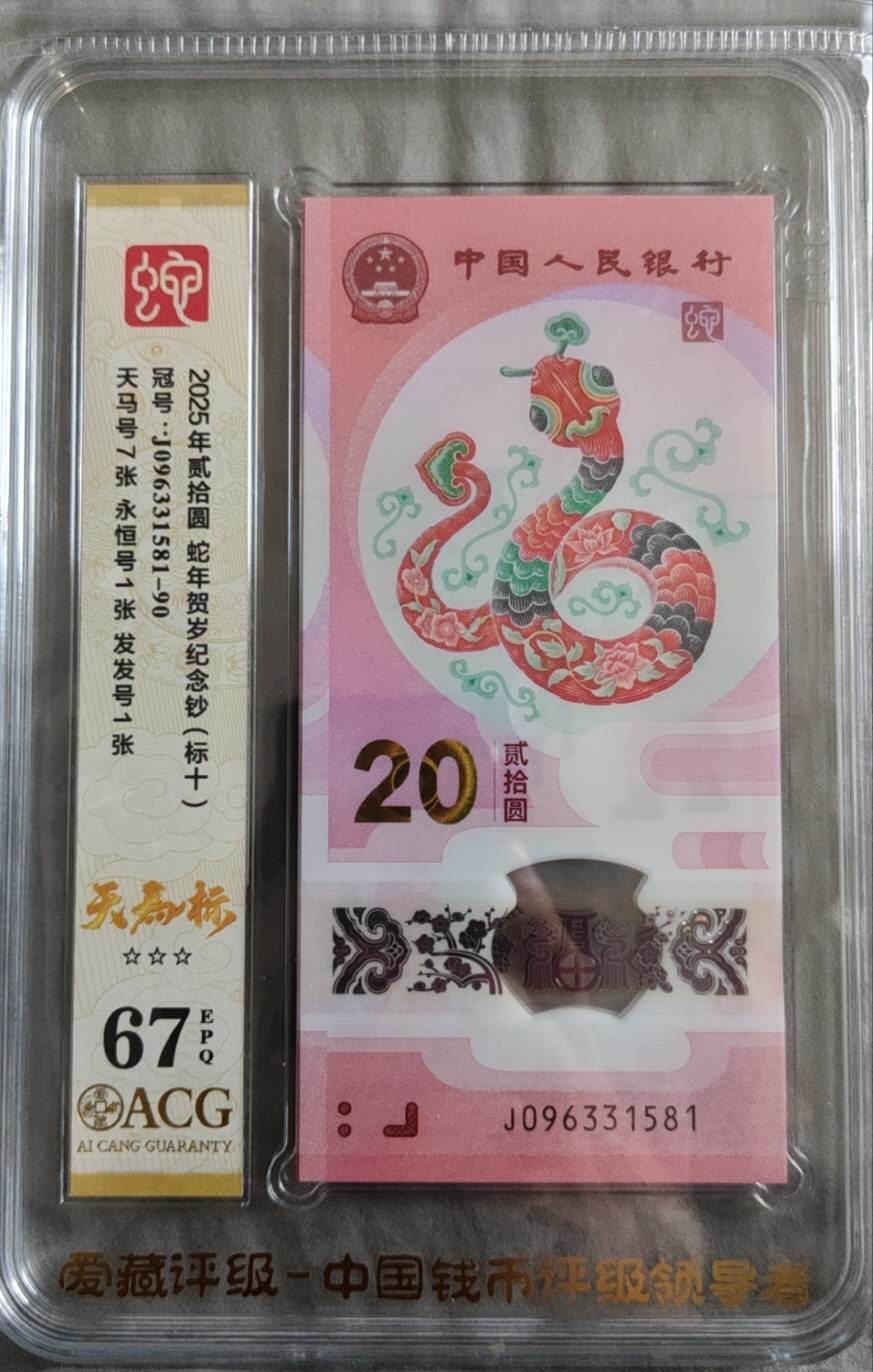 蛇
2025年贰拾圆 蛇年贺岁纪念钞(标十)
冠号:J096331581-90
天马号7张 永恒号1张 发发号1张
天马标
☆☆☆
67 EPQ
ACG
AI CANG GUARANTY
中国人民银行
蛇
20 贰拾圆
J096331581
爱藏评级-中国钱币评级领导者